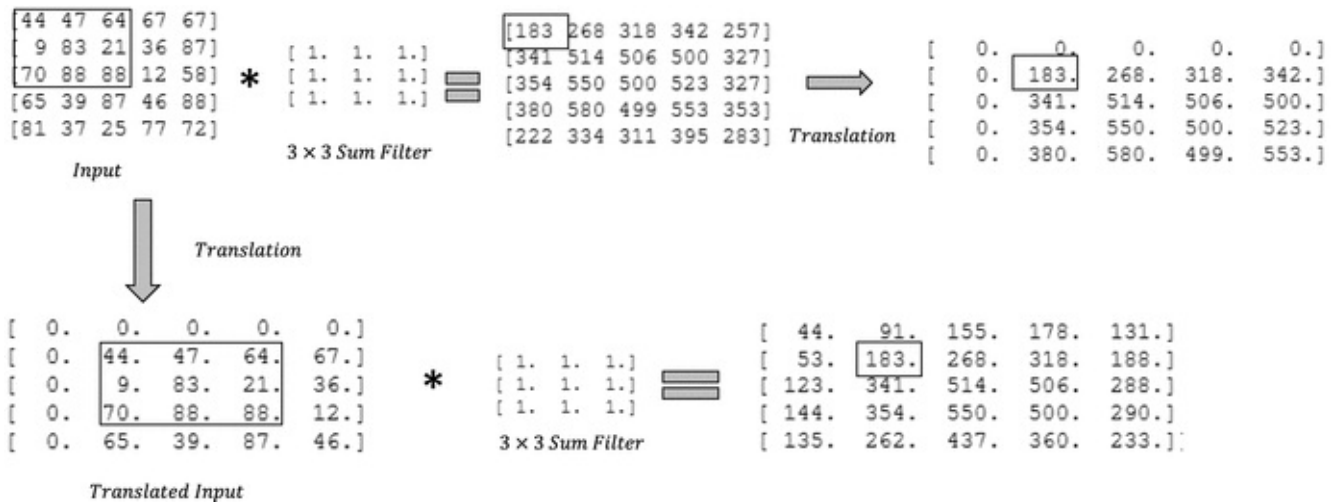 [44 47 64 67 67]
[ 9 83 21 36 87]
[70 88 88 12 58]
[65 39 87 46 88]
[81 37 25 77 72]
Input
*
[ 1. 1. 1.]
[ 1. 1. 1.]
[ 1. 1. 1.]
3 × 3 Sum Filter
[183 268 318 342 257]
[341 514 506 500 327]
[354 550 500 523 327]
[380 580 499 553 353]
[222 334 311 395 283]
Translation
[ 0. 0. 0. 0. 0.]
[ 0. 183. 268. 318. 342.]
[ 0. 341. 514. 506. 500.]
[ 0. 354. 550. 500. 523.]
[ 0. 380. 580. 499. 553.]
Translation
[ 0. 0. 0. 0. 0.]
[ 0. 44. 47. 64. 67.]
[ 0. 9. 83. 21. 36.]
[ 0. 70. 88. 88. 12.]
[ 0. 65. 39. 87. 46.]
Translated Input
*
[ 1. 1. 1.]
[ 1. 1. 1.]
[ 1. 1. 1.]
3 × 3 Sum Filter
[ 44. 91. 155. 178. 131.]
[ 53. 183. 268. 318. 188.]
[ 123. 341. 514. 506. 288.]
[ 144. 354. 550. 500. 290.]
[ 135. 262. 437. 360. 233.]